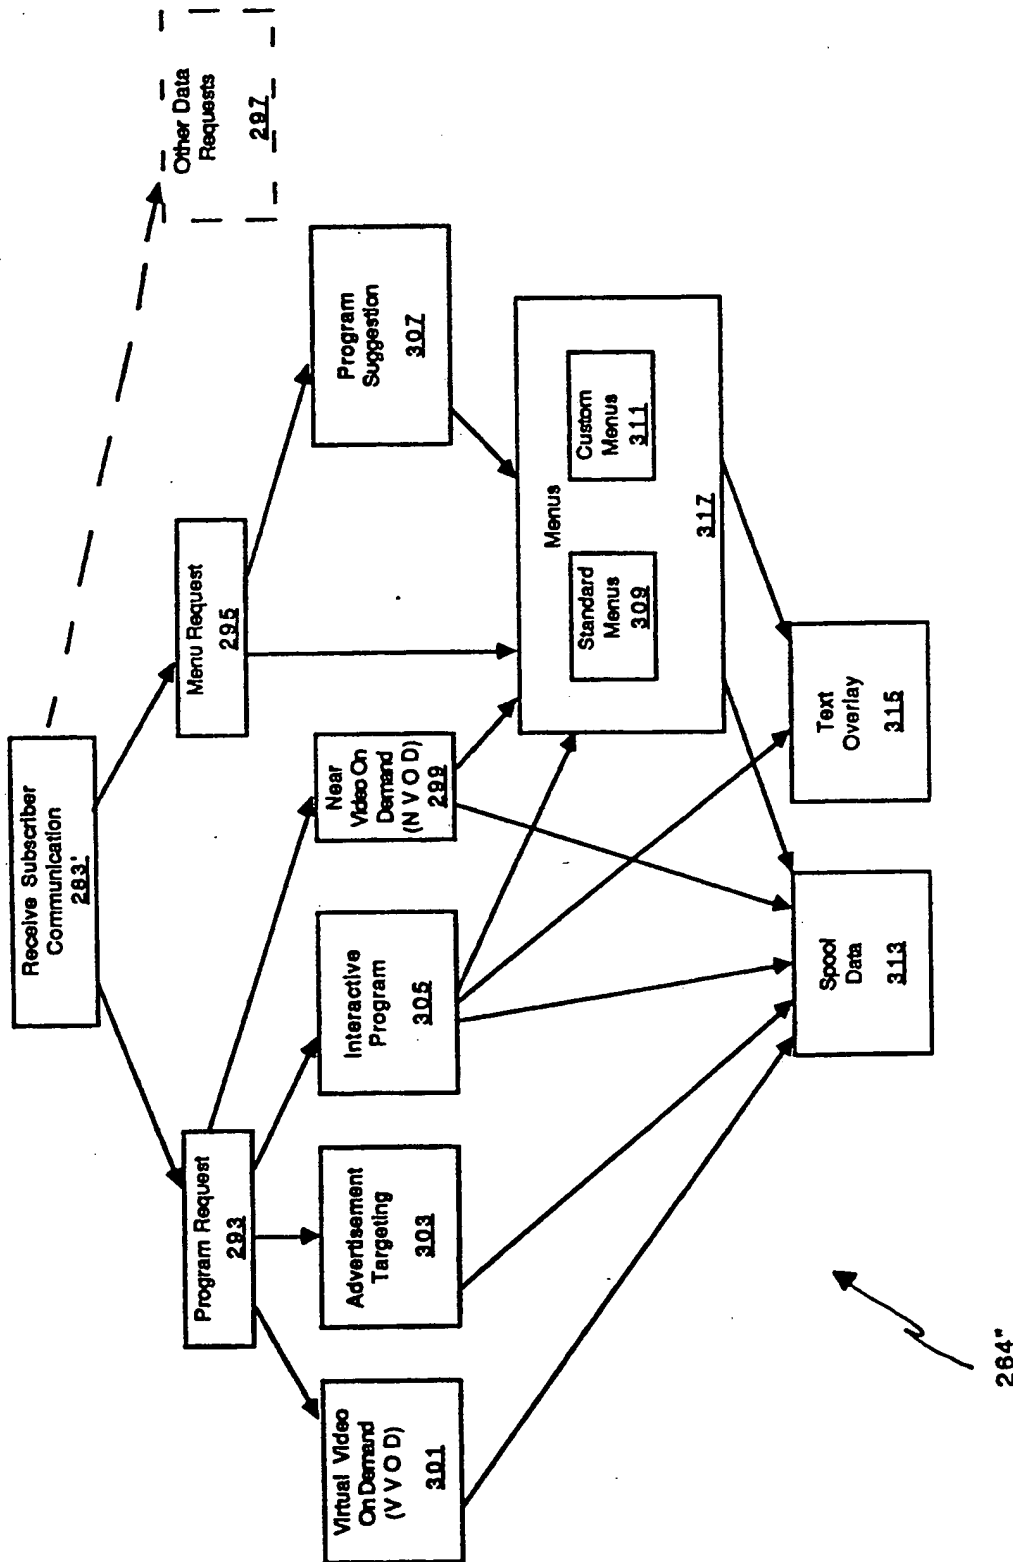 Receive Subscriber
Communication
283'
Other Data
Requests
297
Program Request
293
Menu Request
295
Virtual Video
On Demand
(V V O D)
301
Advertisement
Targeting
303
Interactive
Program
305
Near
Video On
Demand
(N V O D)
299
Program
Suggestion
307
Menus
Standard
Menus
309
Custom
Menus
311
317
Spool
Data
313
Text
Overlay
315
264"